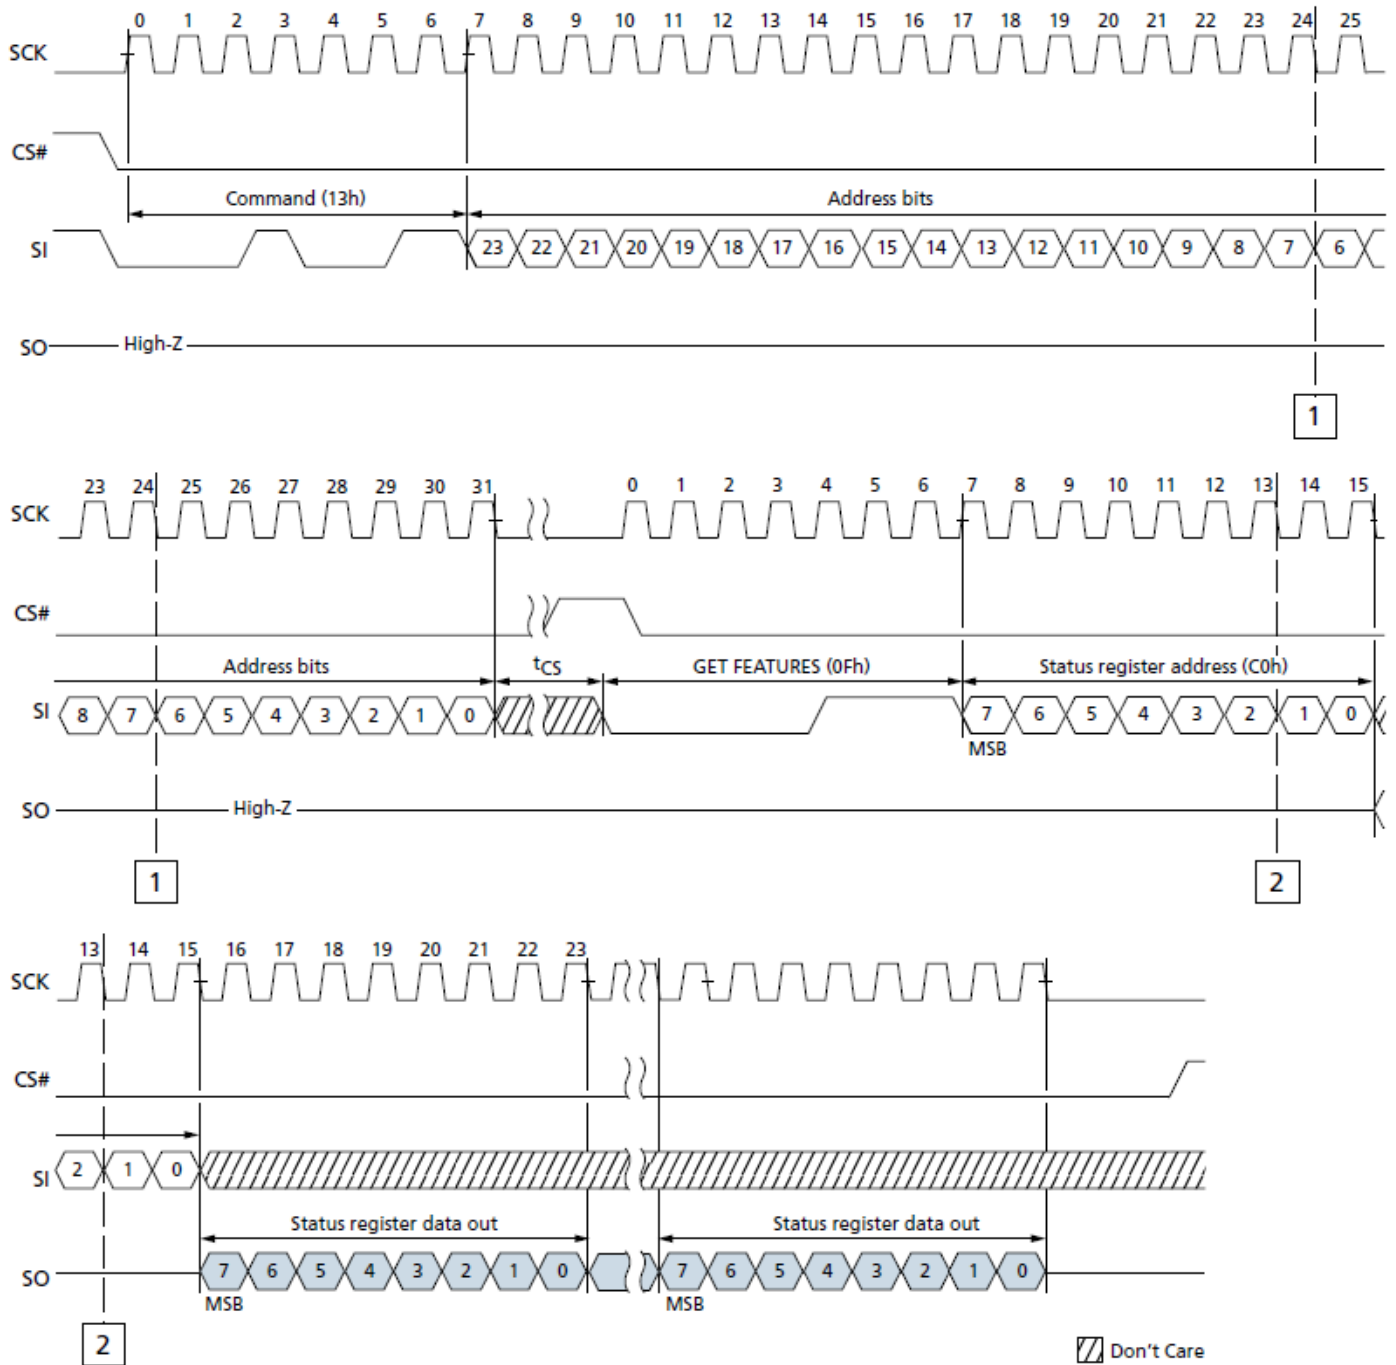 0 1 2 3 4 5 6 7 8 9 10 11 12 13 14 15 16 17 18 19 20 21 22 23 24 25
SCK
CS#
Command (13h) Address bits
SI 23 22 21 20 19 18 17 16 15 14 13 12 11 10 9 8 7 6
SO High-Z
1
23 24 25 26 27 28 29 30 31 0 1 2 3 4 5 6 7 8 9 10 11 12 13 14 15
SCK
CS#
Address bits tCS GET FEATURES (0Fh) Status register address (C0h)
SI 8 7 6 5 4 3 2 1 0 7 6 5 4 3 2 1 0
MSB
SO High-Z
1 2
13 14 15 16 17 18 19 20 21 22 23
SCK
CS#
SI 2 1 0
Status register data out Status register data out
SO 7 6 5 4 3 2 1 0 7 6 5 4 3 2 1 0
MSB MSB
2
Don't Care